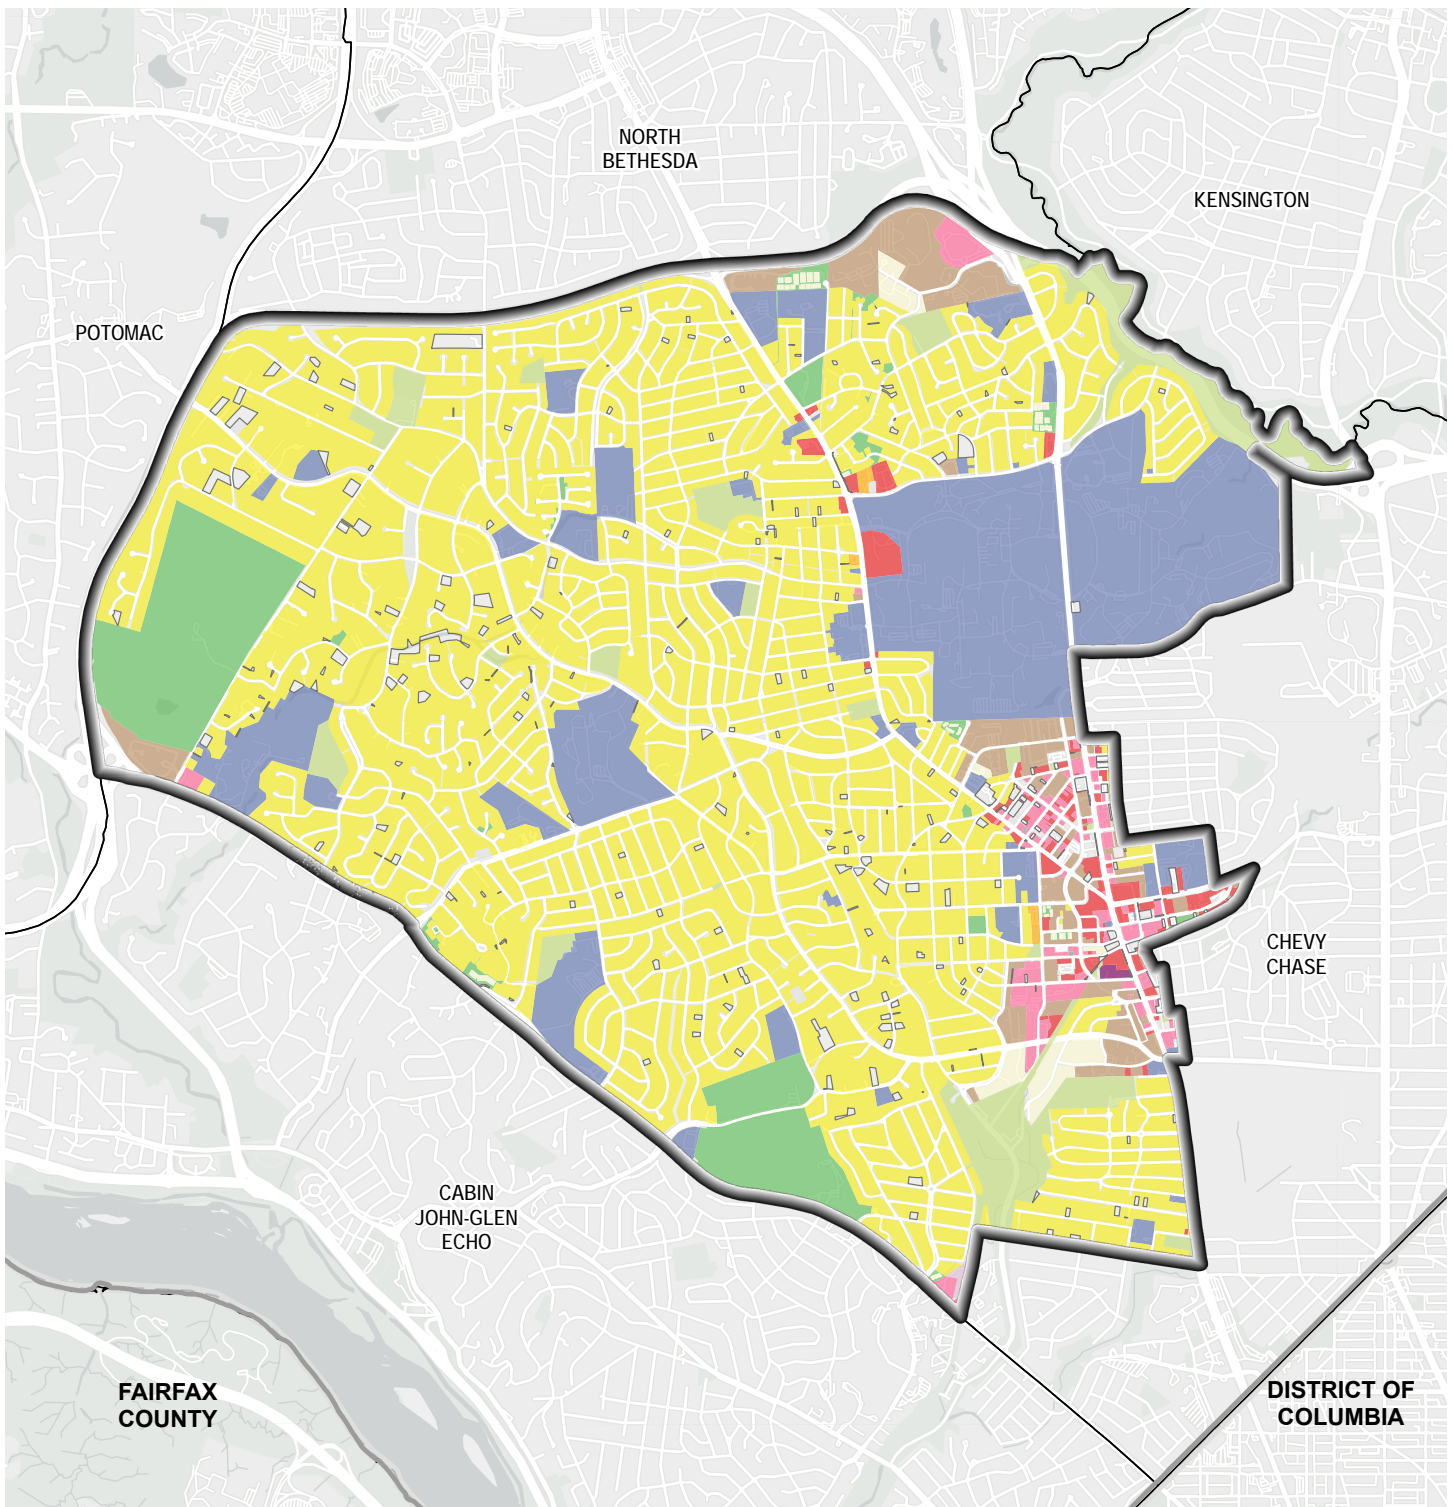 NORTH
BETHESDA
KENSINGTON
POTOMAC
CHEVY
CHASE
CABIN
JOHN-GLEN
ECHO
FAIRFAX
COUNTY
DISTRICT OF
COLUMBIA